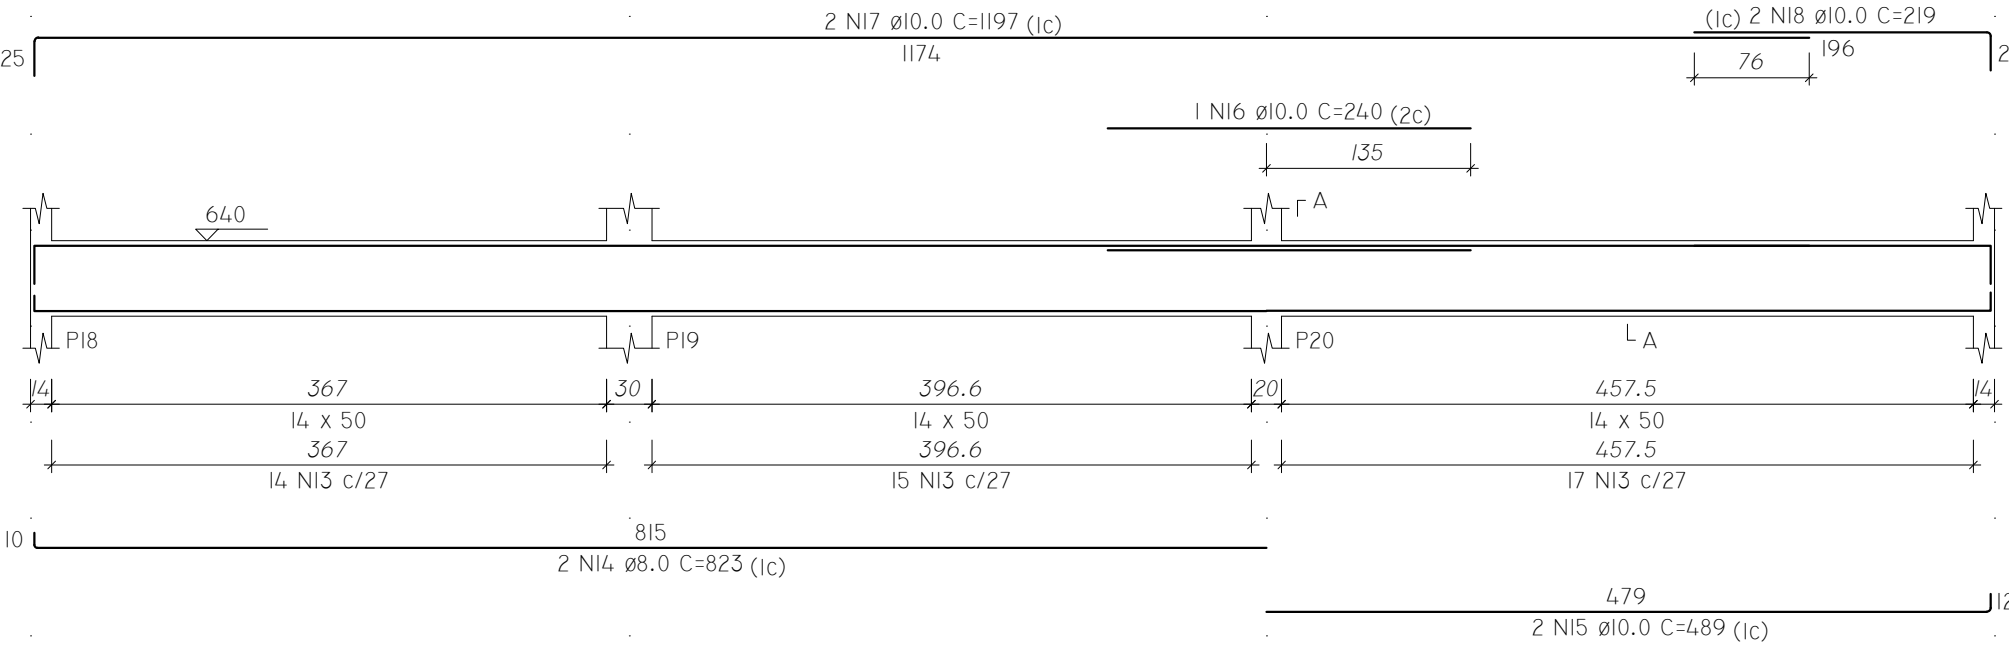 2 N17 ø10.0 C=1197 (1c)
(1c) 2 N18 ø10.0 C=219
25
1174
196
2
76
1 N16 ø10.0 C=240 (2c)
135
A
640
P18
P19
P20
A
14
367
30
396.6
20
457.5
14
14 x 50
14 x 50
14 x 50
367
396.6
457.5
14 N13 c/27
15 N13 c/27
17 N13 c/27
10
815
2 N14 ø8.0 C=823 (1c)
479
12
2 N15 ø10.0 C=489 (1c)